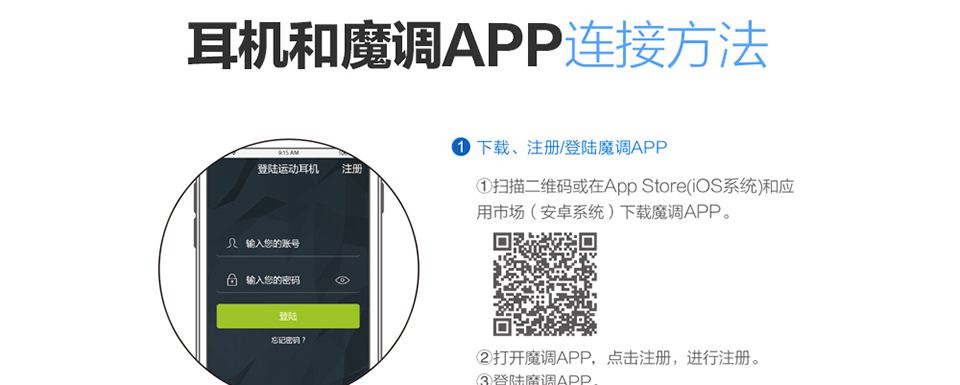 耳机和魔调APP连接方法
1 下载、注册/登陆魔调APP
①扫描二维码或在App Store(iOS系统)和应
用市场（安卓系统）下载魔调APP。
②打开魔调APP，点击注册，进行注册。
③登陆魔调APP。
9:15 AM
登陆运动耳机 注册
输入您的账号
输入您的密码
登陆
忘记密码？